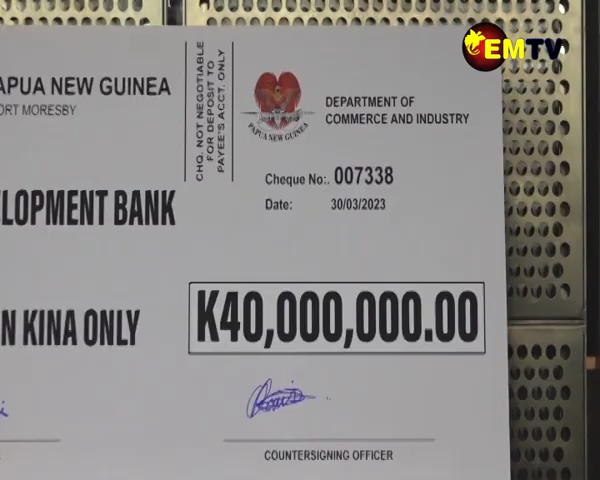 EMTV
PAPUA NEW GUINEA
ORT MORESBY
CHQ. NOT NEGOTIABLE
FOR DEPOSIT TO
PAYEE'S ACCT. ONLY
PAPUA NEW GUINEA
DEPARTMENT OF
COMMERCE AND INDUSTRY
Cheque No:. 007338
Date: 30/03/2023
ELOPMENT BANK
N KINA ONLY
K40,000,000.00
COUNTERSIGNING OFFICER